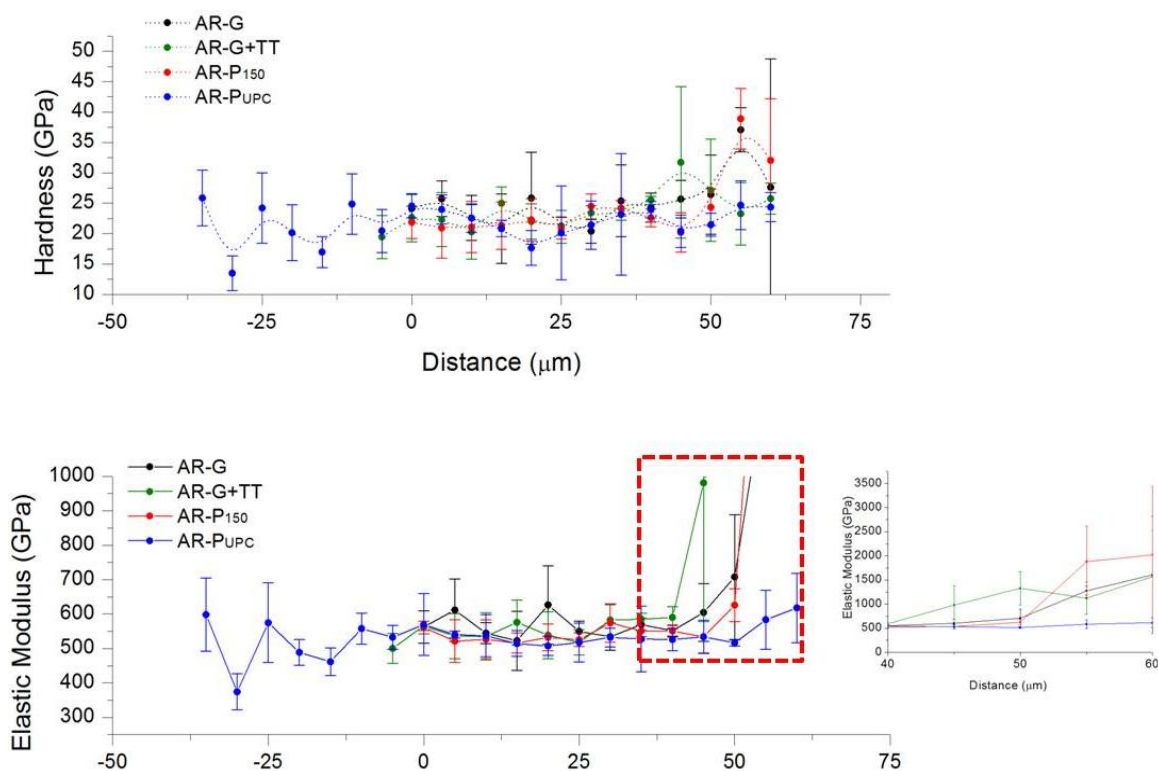 AR-G
AR-G+TT
AR-P150
AR-PUPC
Hardness (GPa)
50
45
40
35
30
25
20
15
10
-50 -25 0 25 50 75
Distance (μm)
AR-G
AR-G+TT
AR-P150
AR-PUPC
Elastic Modulus (GPa)
1000
900
800
700
600
500
400
300
-50 -25 0 25 50 75
Elastic Modulus (GPa)
3500
3000
2500
2000
1500
1000
500
0
40 50 60
Distance (μm)